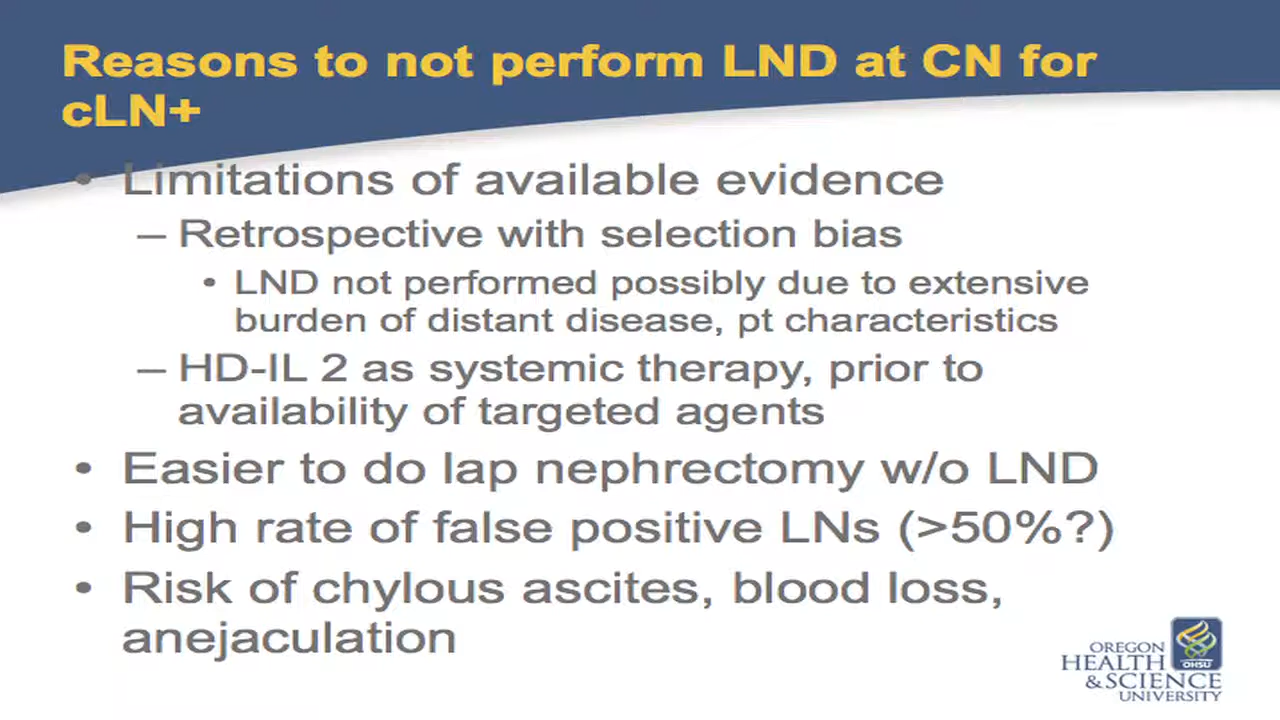 Reasons to not perform LND at CN for
cLN+
• Limitations of available evidence
– Retrospective with selection bias
• LND not performed possibly due to extensive
burden of distant disease, pt characteristics
– HD-IL 2 as systemic therapy, prior to
availability of targeted agents
• Easier to do lap nephrectomy w/o LND
• High rate of false positive LNs (>50%?)
• Risk of chylous ascites, blood loss,
anejaculation
OREGON
HEALTH
&SCIENCE
UNIVERSITY
OHSU